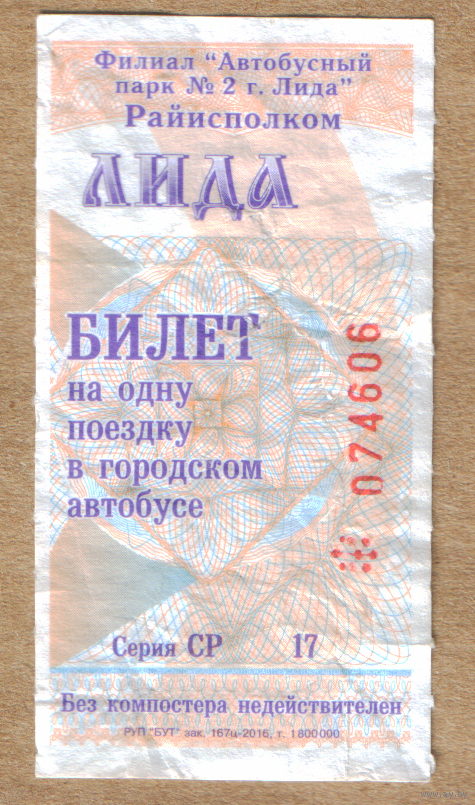 Филиал “Автобусный
парк № 2 г. Лида”
Райисполком
ЛИДА
БИЛЕТ
на одну
поездку
в городском
автобусе
074606
Серия СР 17
Без компостера недействителен
РУП "БУТ" зак. 167ц-2016, т. 1800000